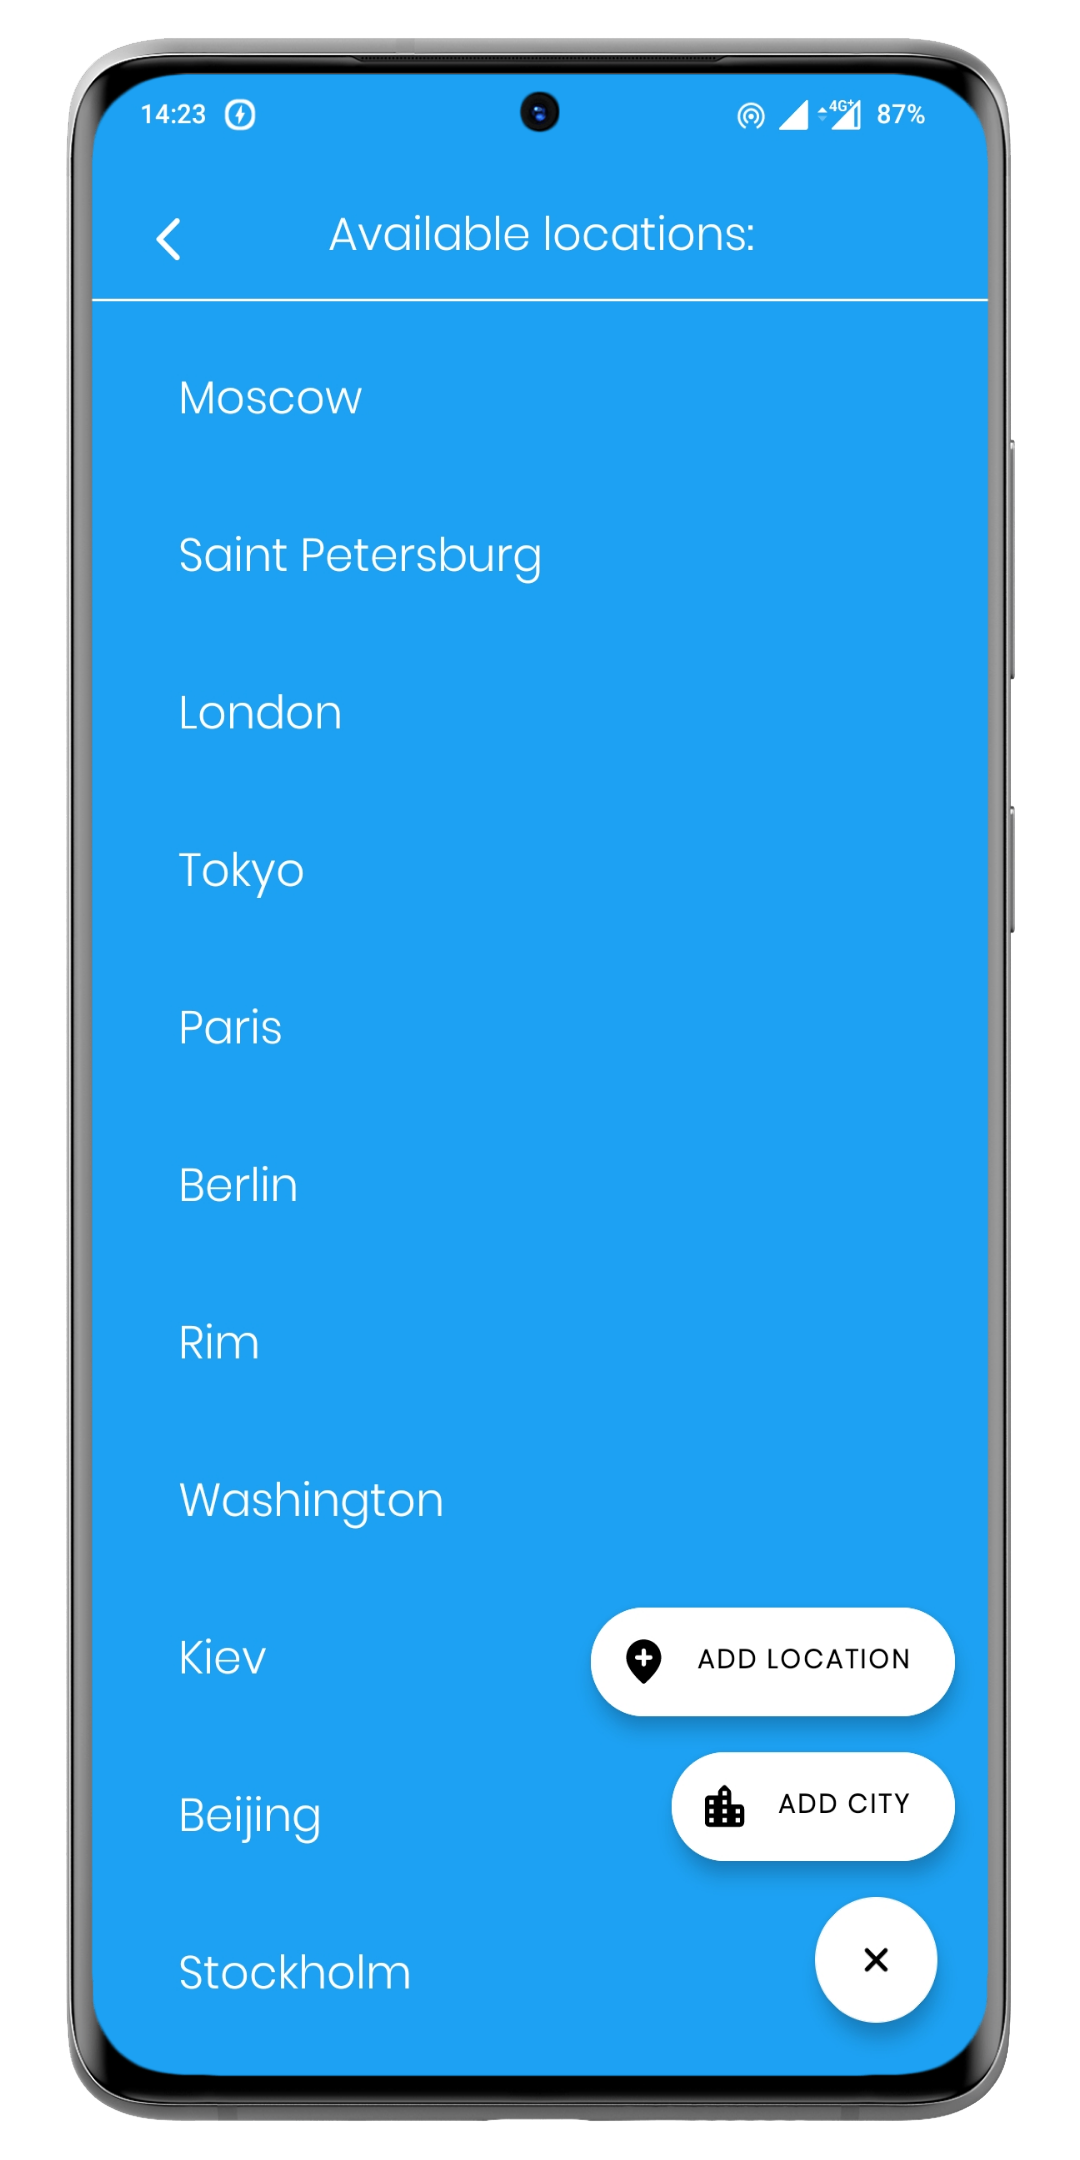 14:23 4G+ 87%
Available locations:
Moscow
Saint Petersburg
London
Tokyo
Paris
Berlin
Rim
Washington
Kiev
ADD LOCATION
Beijing
ADD CITY
Stockholm